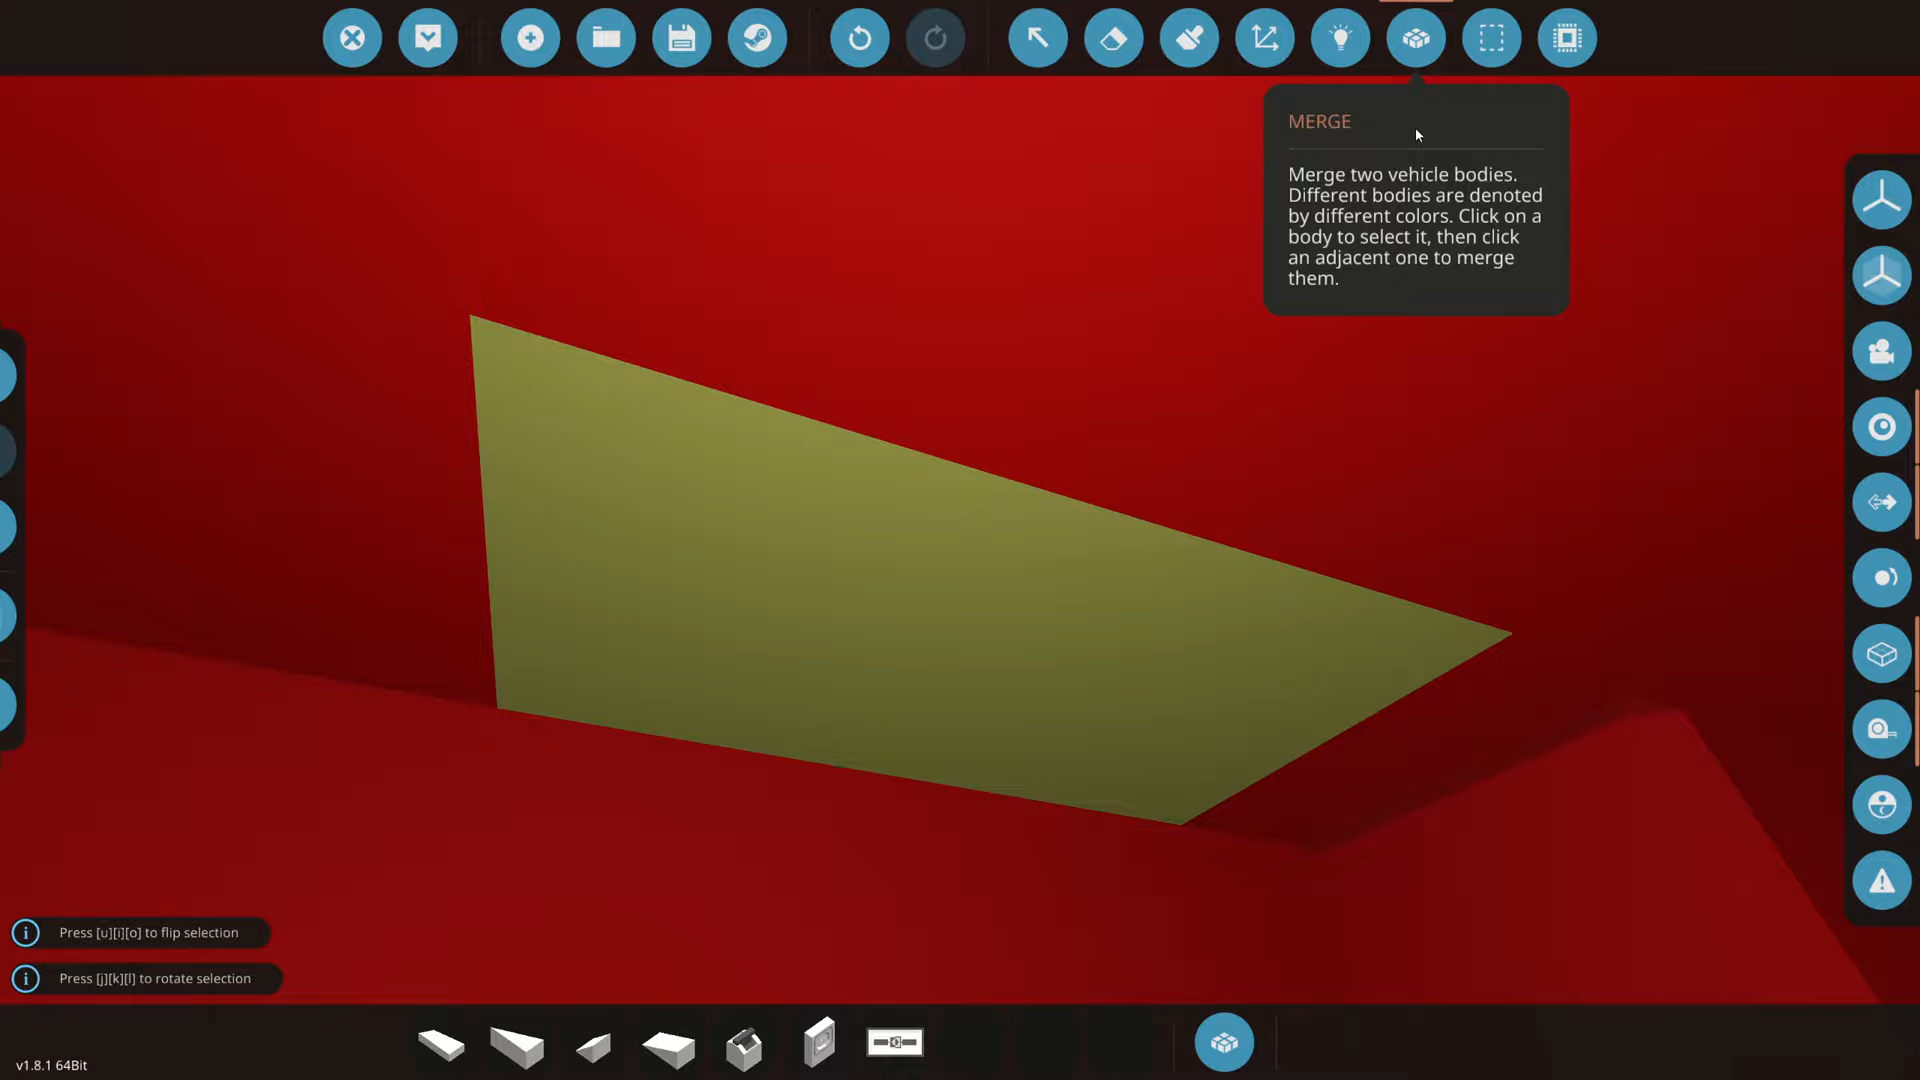 MERGE
Merge two vehicle bodies.
Different bodies are denoted
by different colors. Click on a
body to select it, then click
an adjacent one to merge
them.
Press [u][i][o] to flip selection
Press [j][k][l] to rotate selection
v1.8.1 64Bit